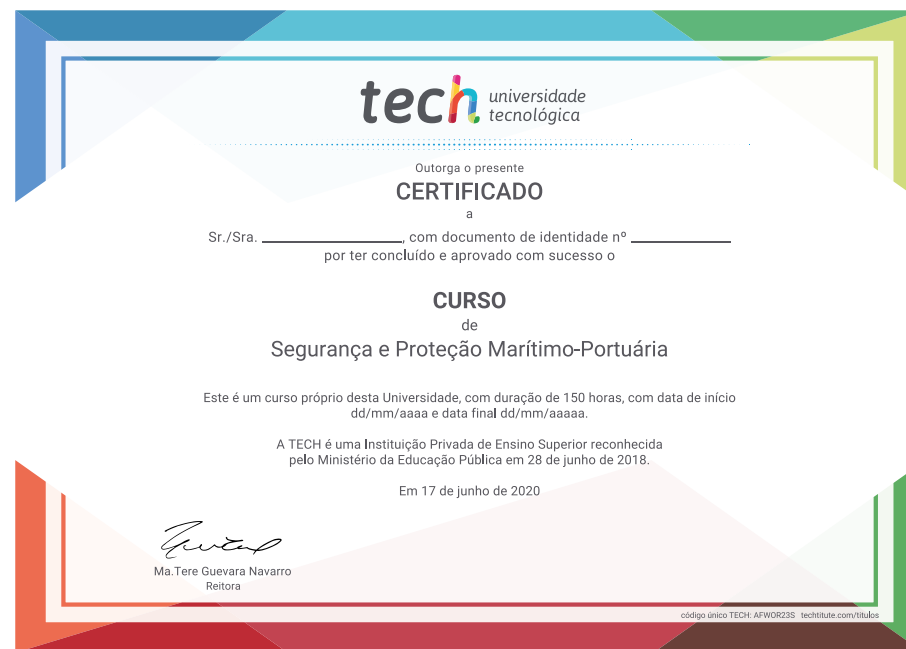 tech universidade
tecnológica
Outorga o presente
CERTIFICADO
a
Sr./Sra. ____________________, com documento de identidade nº ______________
por ter concluído e aprovado com sucesso o
CURSO
de
Segurança e Proteção Marítimo-Portuária
Este é um curso próprio desta Universidade, com duração de 150 horas, com data de início
dd/mm/aaaa e data final dd/mm/aaaaa.
A TECH é uma Instituição Privada de Ensino Superior reconhecida
pelo Ministério da Educação Pública em 28 de junho de 2018.
Em 17 de junho de 2020
Ma.Tere Guevara Navarro
Reitora
código único TECH: AFWOR23S techtitute.com/titulos